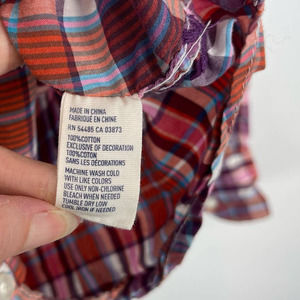 MADE IN CHINA
FABRIQUÉ EN CHINE
RN 54485 CA 03873
100%COTTON
EXCLUSIVE OF DECORATION
100%COTON
SANS LES DÉCORATIONS
MACHINE WASH COLD
WITH LIKE COLORS
USE ONLY NON-CHLORINE
BLEACH WHEN NEEDED
TUMBLE DRY LOW
COOL IRON IF NEEDED